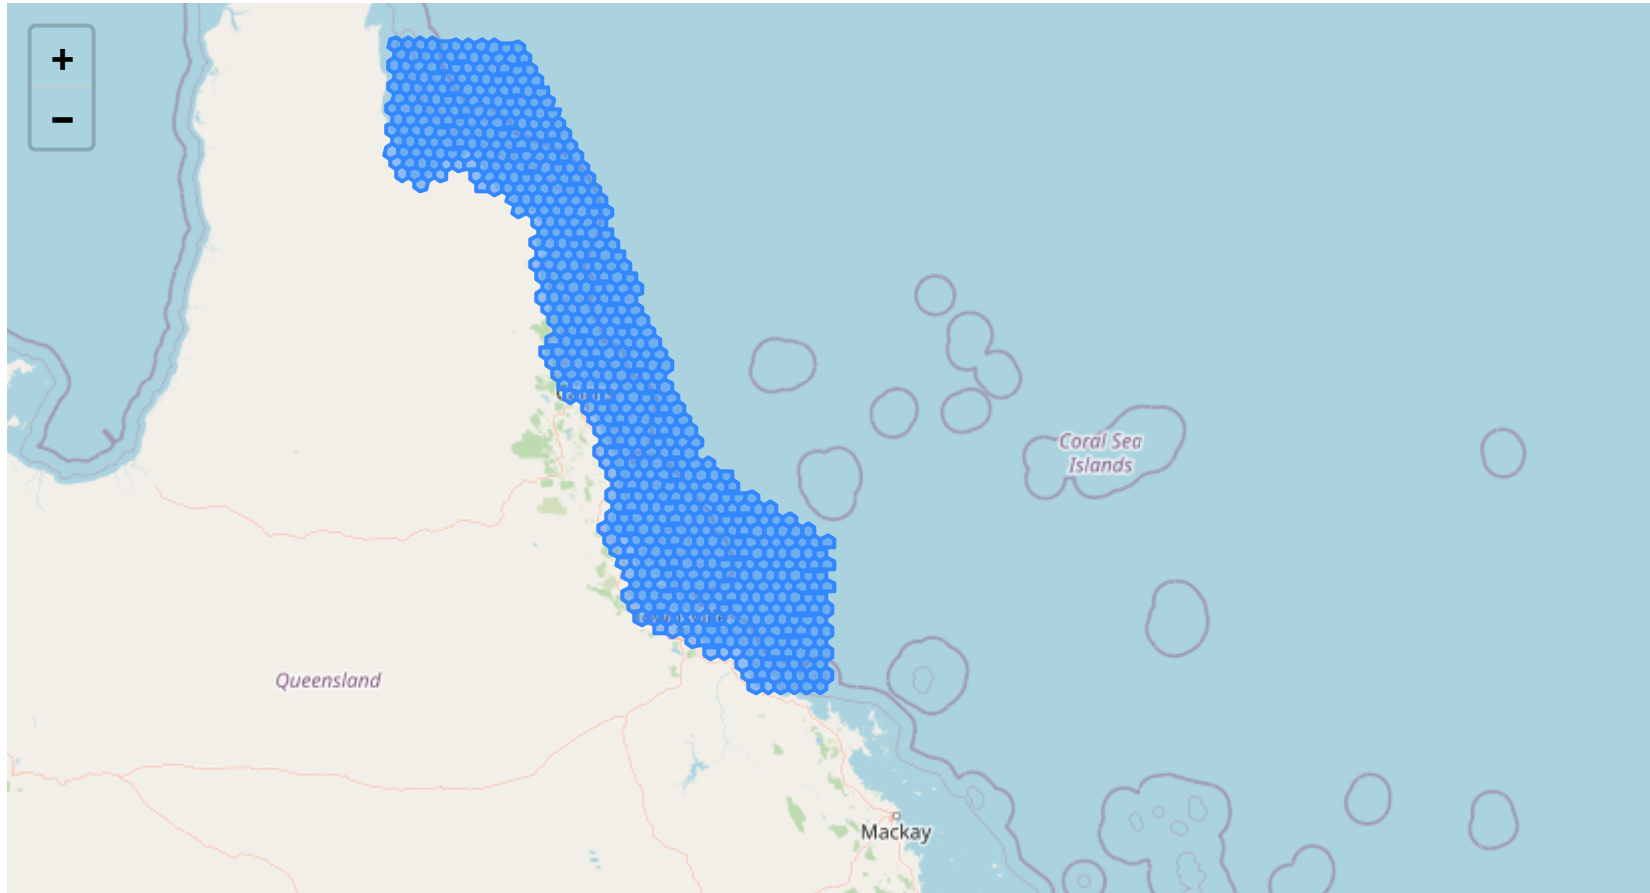 +
−
Coral Sea
Islands
Queensland
Mackay